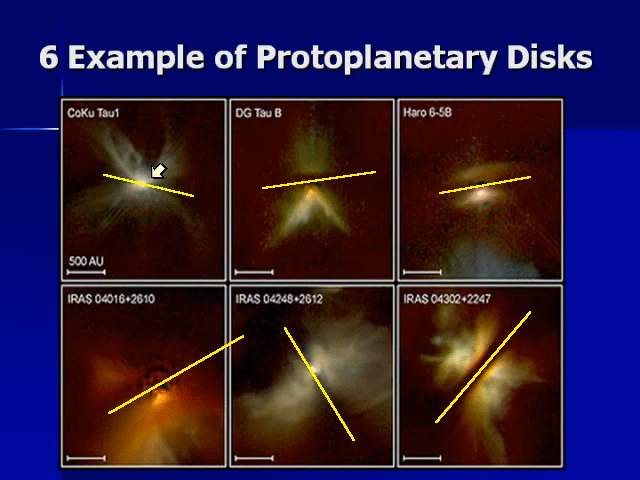 6 Example of Protoplanetary Disks
CoKu Tau1
DG Tau B
Haro 6-5B
500 AU
IRAS 04016+2610
IRAS 04248+2612
IRAS 04302+2247